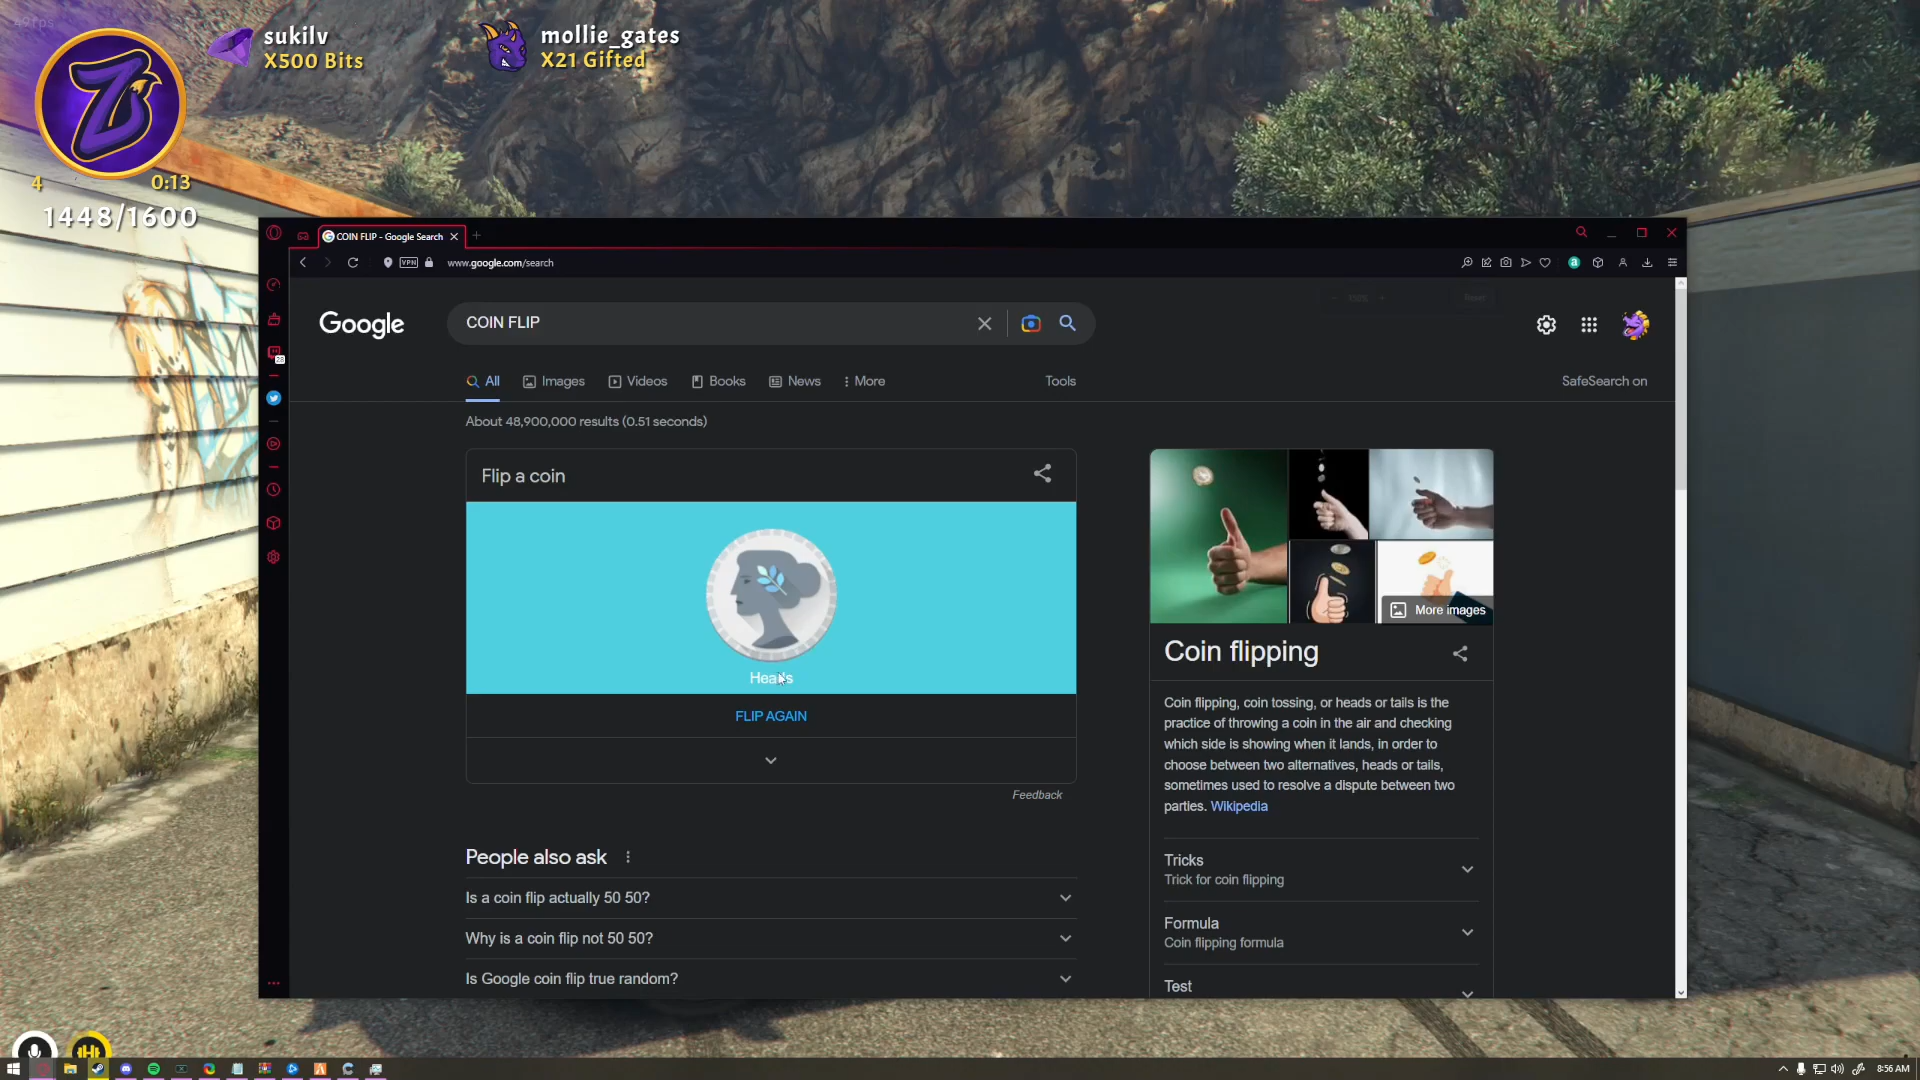 49fps
sukilv
X500 Bits
mollie_gates
X21 Gifted
4 0:13
1448/1600
COIN FLIP - Google Search
VPN
www.google.com/search
Google
COIN FLIP
All
Images
Videos
Books
News
More
Tools
SafeSearch on
About 48,900,000 results (0.51 seconds)
Flip a coin
Heads
FLIP AGAIN
Feedback
People also ask
Is a coin flip actually 50 50?
Why is a coin flip not 50 50?
Is Google coin flip true random?
More images
Coin flipping
Coin flipping, coin tossing, or heads or tails is the
practice of throwing a coin in the air and checking
which side is showing when it lands, in order to
choose between two alternatives, heads or tails,
sometimes used to resolve a dispute between two
parties. Wikipedia
Tricks
Trick for coin flipping
Formula
Coin flipping formula
Test
8:56 AM